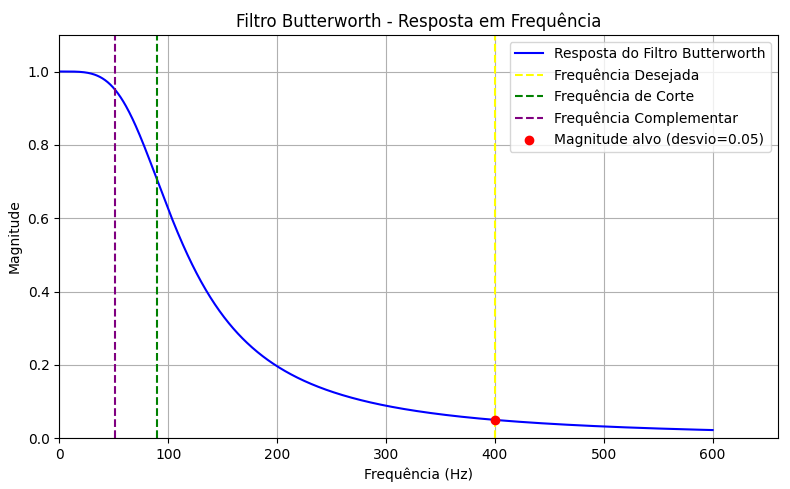 Filtro Butterworth - Resposta em Frequência
Resposta do Filtro Butterworth
Frequência Desejada
Frequência de Corte
Frequência Complementar
Magnitude alvo (desvio=0.05)
Magnitude
1.0
0.8
0.6
0.4
0.2
0.0
0 100 200 300 400 500 600
Frequência (Hz)